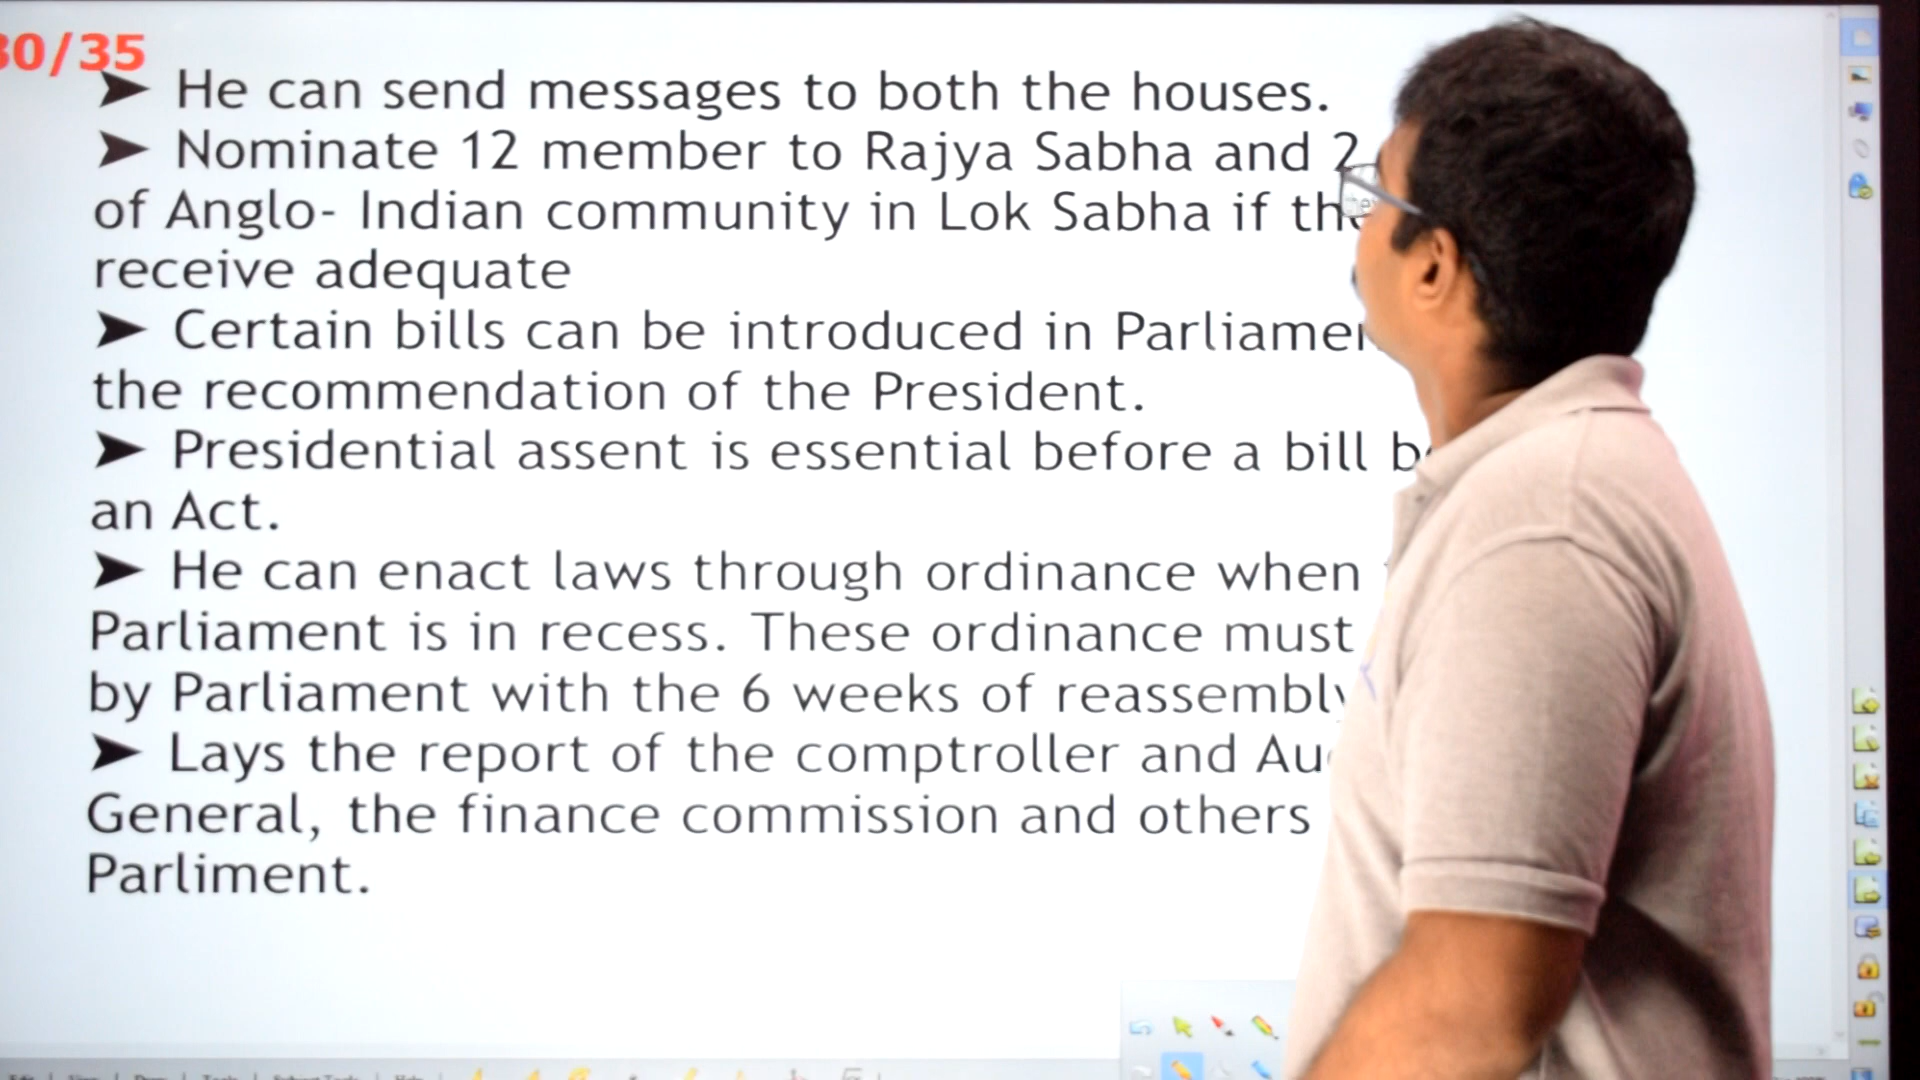 30/35
➤ He can send messages to both the houses.
➤ Nominate 12 member to Rajya Sabha and 2
of Anglo- Indian community in Lok Sabha if
receive adequate
➤ Certain bills can be introduced in
the recommendation of the President.
➤ Presidential assent is essential before a bill
an Act.
➤ He can enact laws through ordinance when
Parliament is in recess. These ordinance must
by Parliament with the 6 weeks of
➤ Lays the report of the comptroller and
General, the finance commission and others
Parliment.